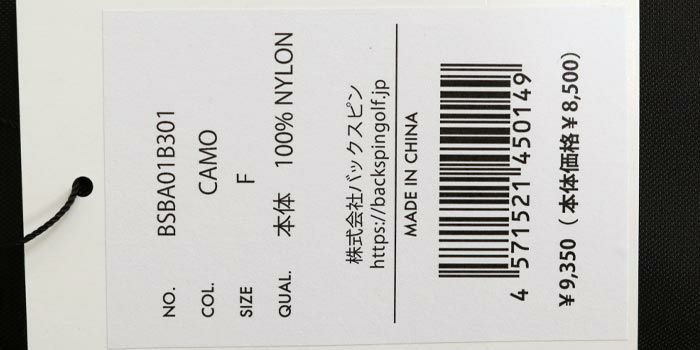 NO. BSBA01B301
COL. CAMO
SIZE F
QUAL. 本体 100% NYLON
株式会社バックスピン
https://backspingolf.jp
MADE IN CHINA
4 571521 450149
¥9,350（本体価格¥8,500）